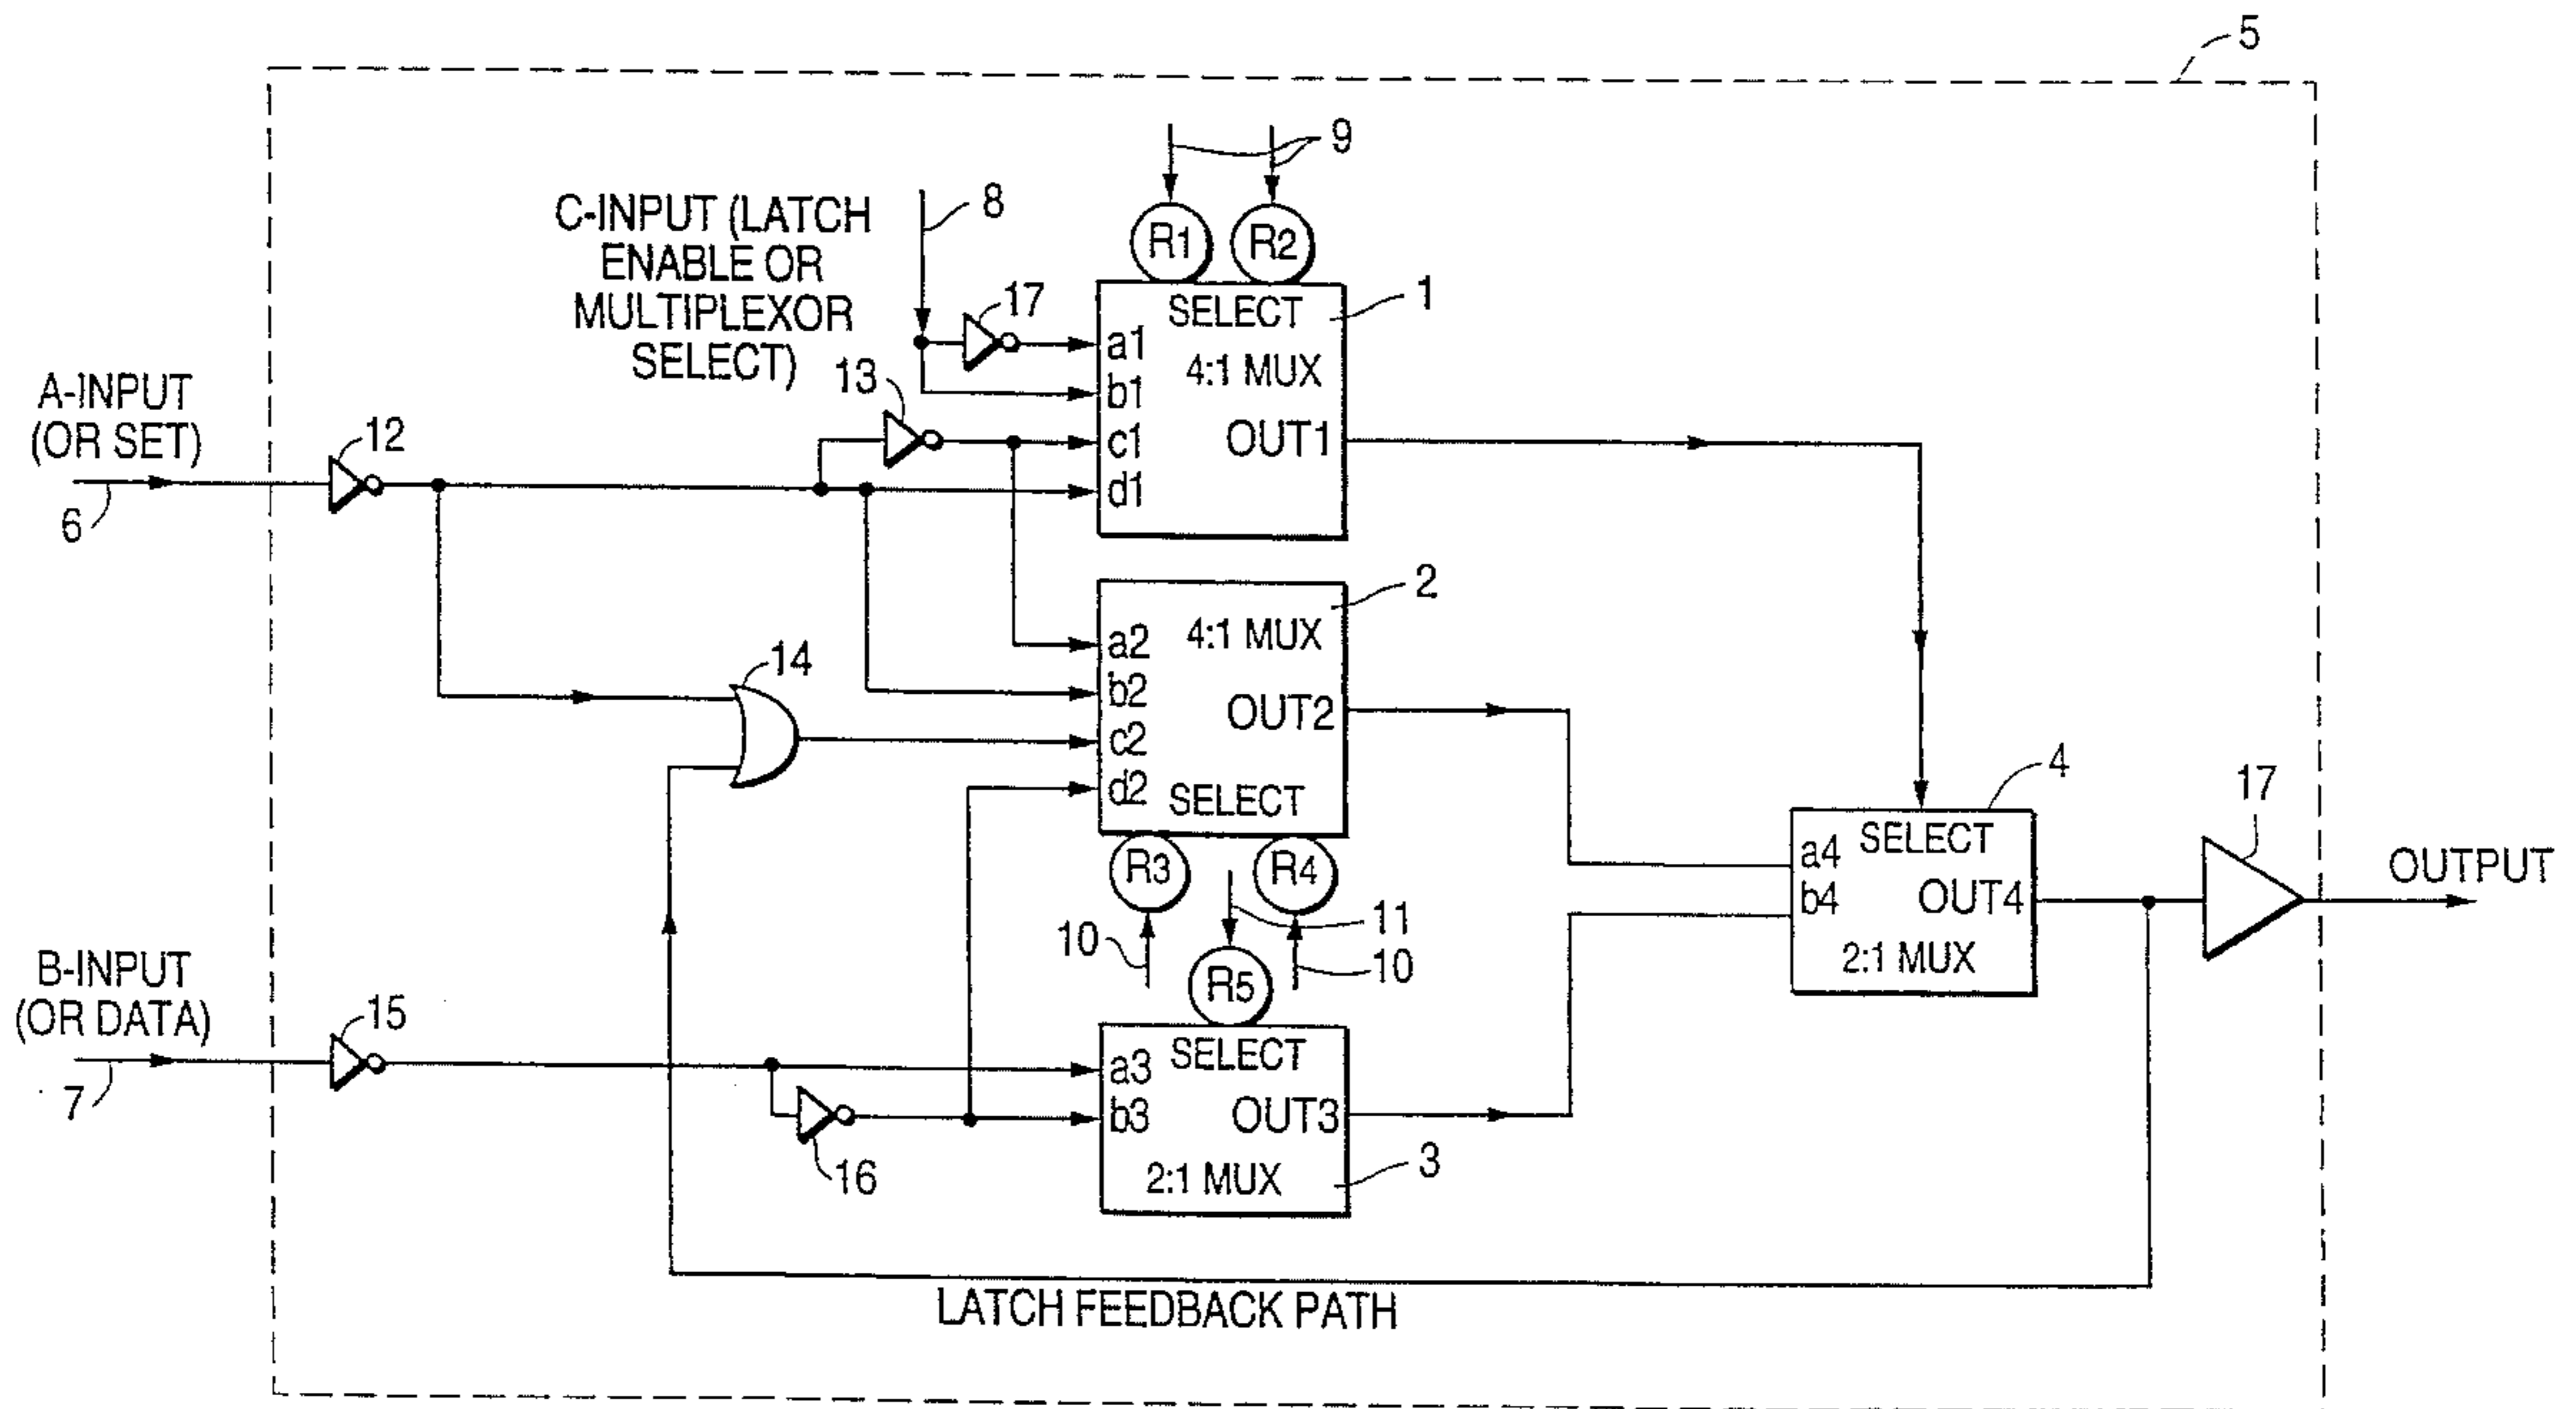 5
9
8
C-INPUT (LATCH
ENABLE OR
MULTIPLEXOR
SELECT)
R1
R2
17
13
SELECT
1
a1
4:1 MUX
b1
OUT1
c1
d1
A-INPUT
(OR SET)
12
6
2
4:1 MUX
a2
14
b2
OUT2
c2
d2
SELECT
R3
R4
11
10
10
4
17
SELECT
a4
b4
OUT4
2:1 MUX
OUTPUT
B-INPUT
(OR DATA)
15
7
R5
SELECT
a3
b3
OUT3
16
2:1 MUX
3
LATCH FEEDBACK PATH